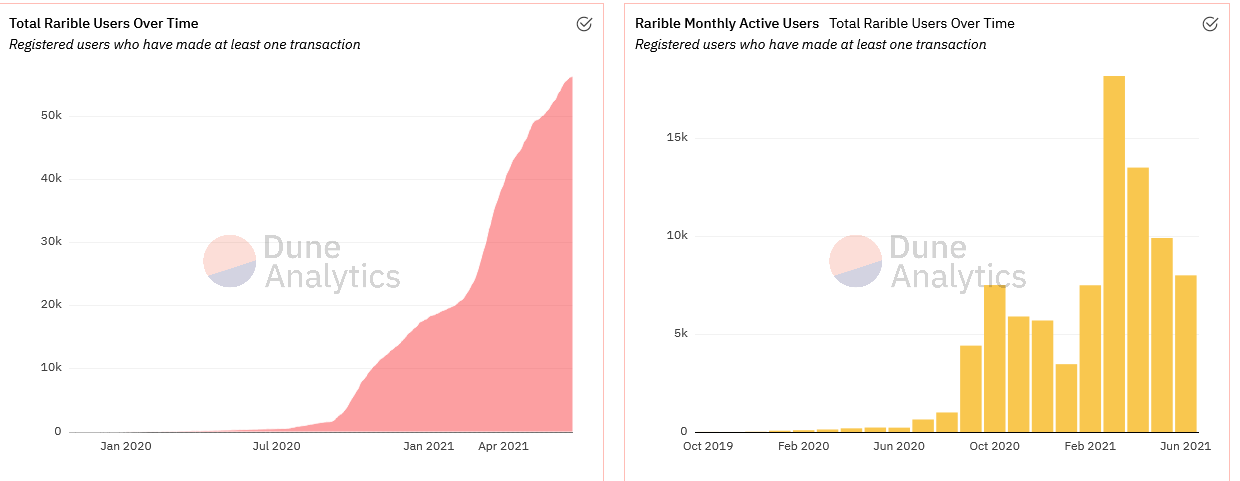 Total Rarible Users Over Time
Registered users who have made at least one transaction
50k
40k
30k
20k
10k
0
Jan 2020 Jul 2020 Jan 2021 Apr 2021
Dune
Analytics
Rarible Monthly Active Users Total Rarible Users Over Time
Registered users who have made at least one transaction
15k
10k
5k
0
Oct 2019 Feb 2020 Jun 2020 Oct 2020 Feb 2021 Jun 2021
Dune
Analytics